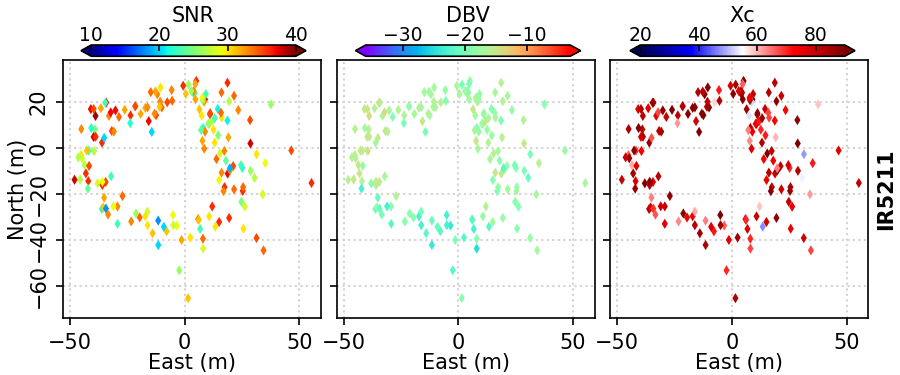 SNR DBV Xc
10 20 30 40 −30 −20 −10 20 40 60 80
20
0
−20
−40
−60
North (m)
IR5211
−50 0 50 −50 0 50 −50 0 50
East (m) East (m) East (m)